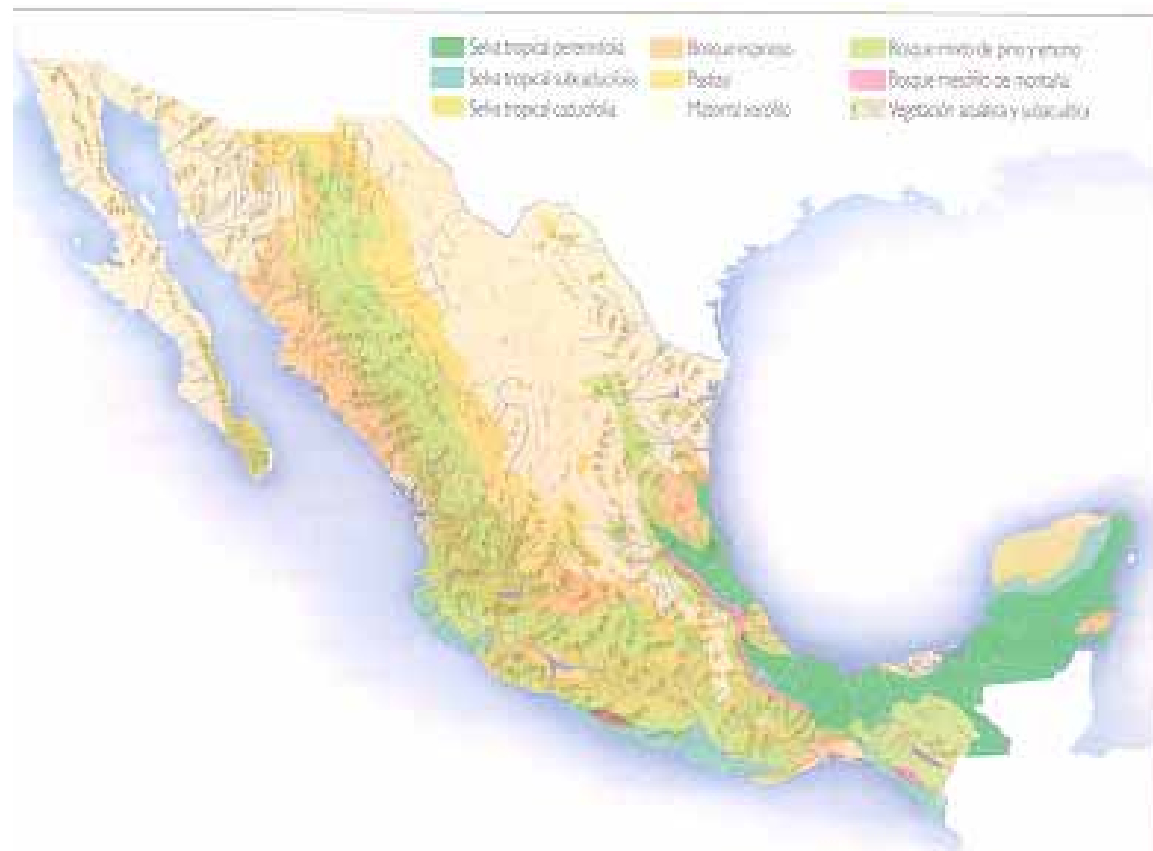 Selva tropical perennifolia
Selva tropical subcaducifolia
Selva tropical caducifolia
Bosque espinoso
Pastizal
Matorral xerófilo
Bosque mixto de pino y encino
Bosque mesófilo de montaña
Vegetación acuática y subacuática